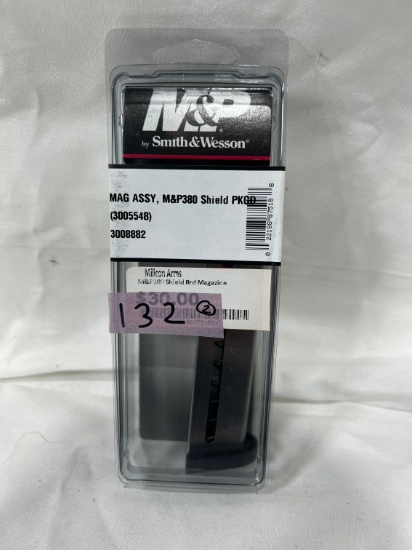 M&P
by Smith & Wesson
MAG ASSY, M&P380 Shield PKGD
(3005548)
3008882
Millican Arms
M&P380 Shield 8rd Magazine
$30.00
132 2